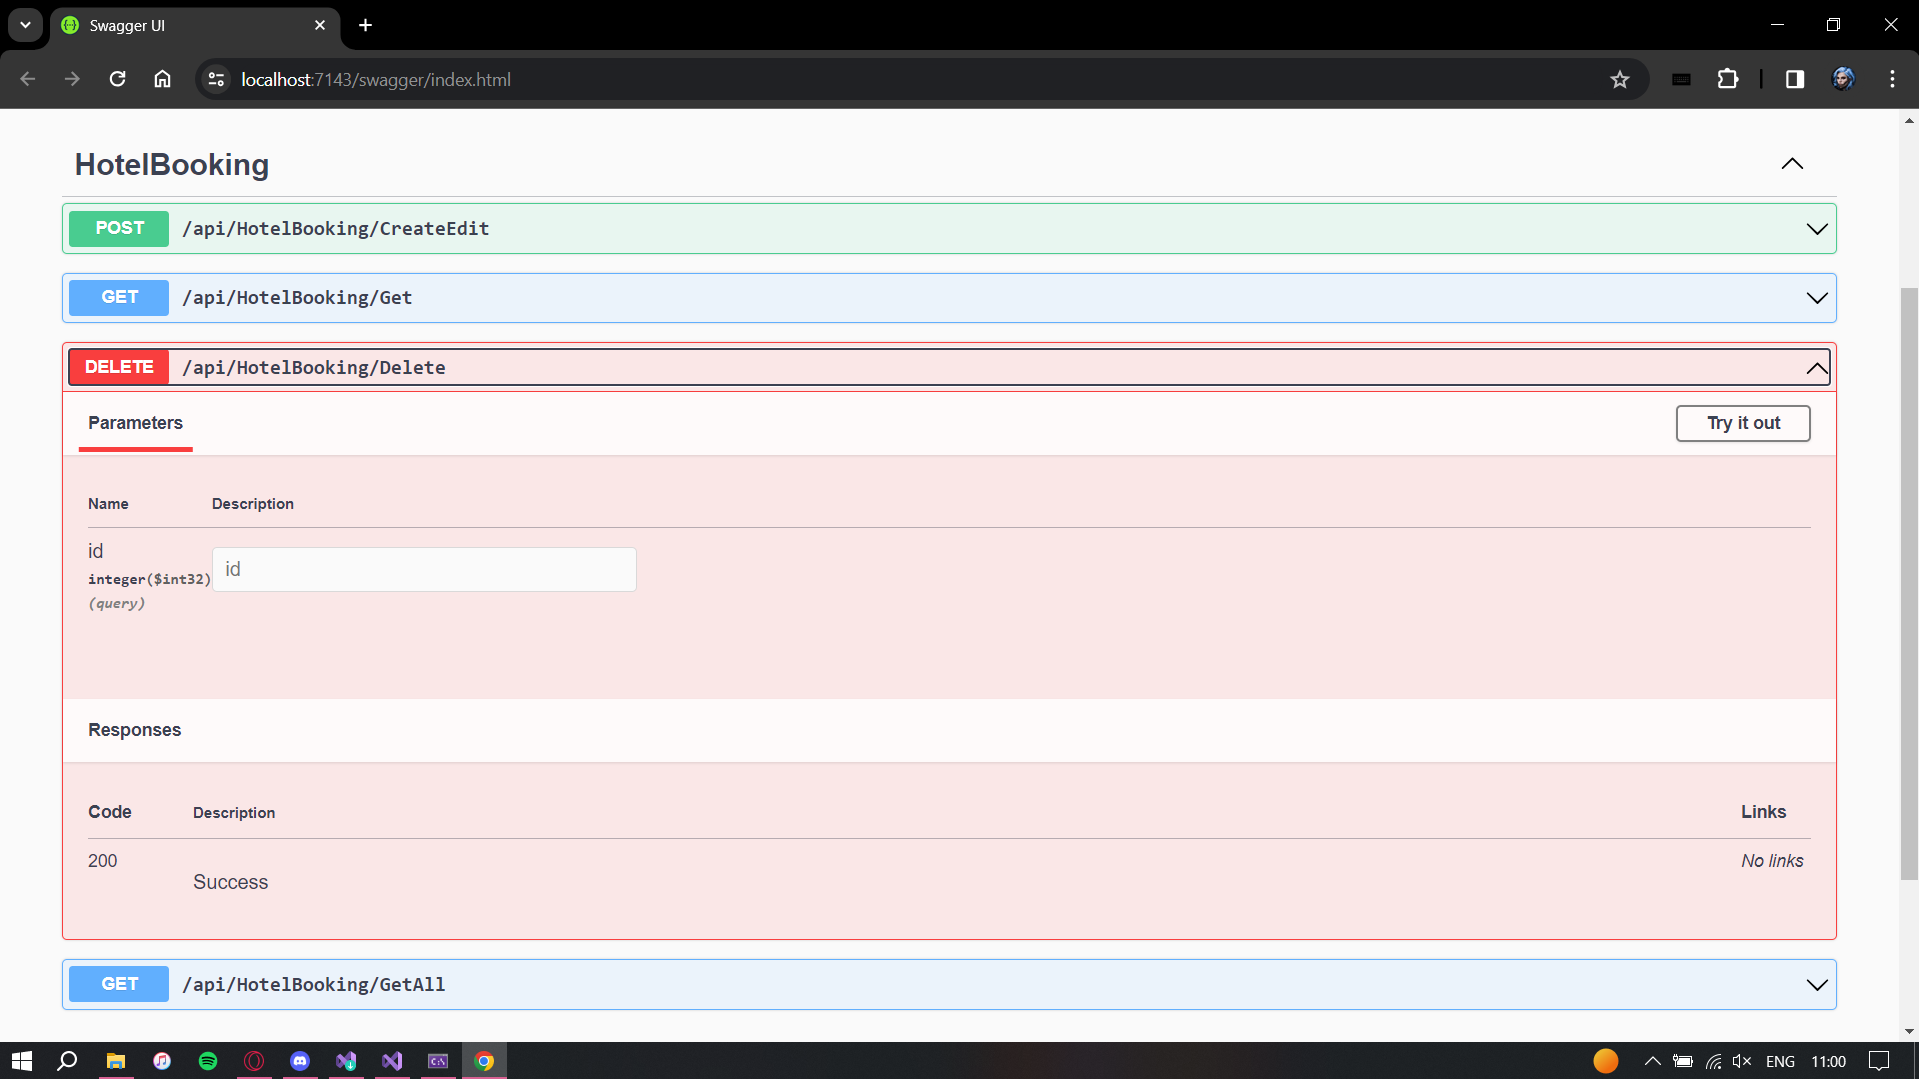 Swagger UI
localhost:7143/swagger/index.html
HotelBooking
POST /api/HotelBooking/CreateEdit
GET /api/HotelBooking/Get
DELETE /api/HotelBooking/Delete
Parameters
Try it out
Name Description
id
integer($int32)
(query)
id
Responses
Code Description Links
200
Success
No links
GET /api/HotelBooking/GetAll
C:\
ENG 11:00